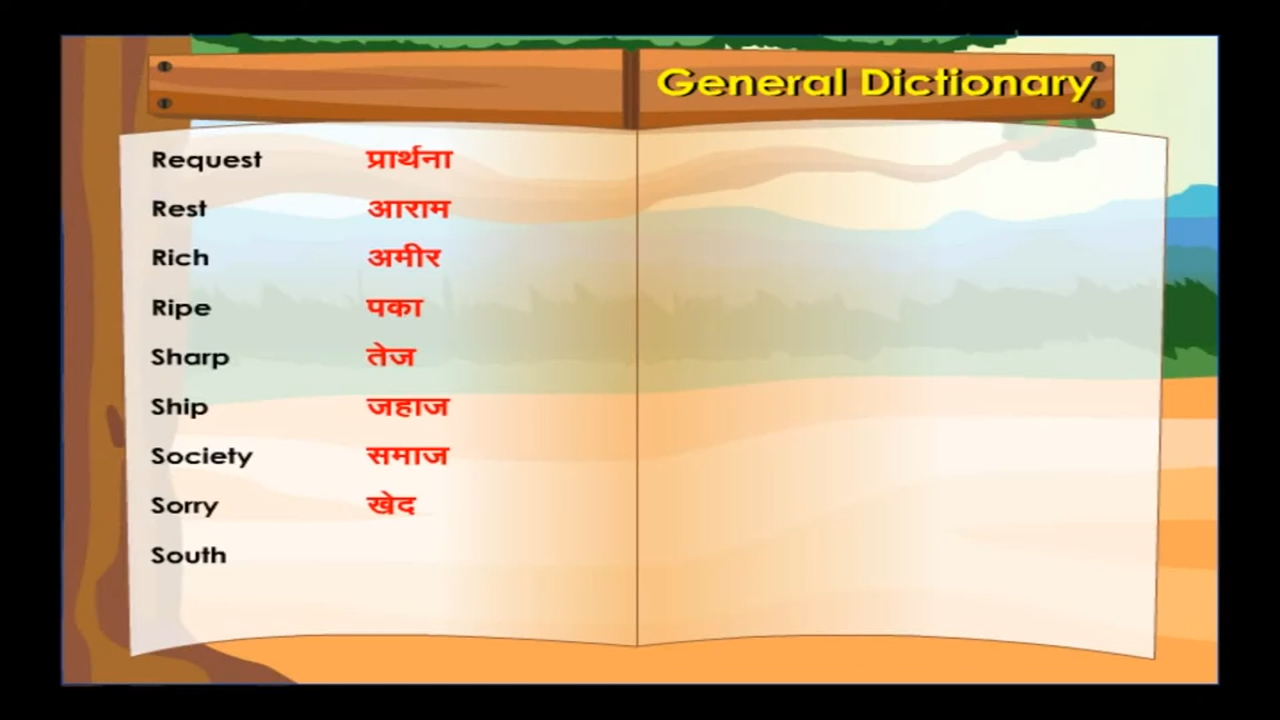 General Dictionary
Request प्रार्थना
Rest आराम
Rich अमीर
Ripe पका
Sharp तेज
Ship जहाज
Society समाज
Sorry खेद
South